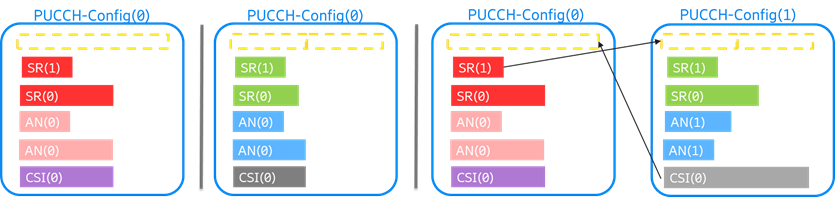 PUCCH-Config(0)
SR(1)
SR(0)
AN(0)
AN(0)
CSI(0)
PUCCH-Config(0)
SR(1)
SR(0)
AN(0)
AN(0)
CSI(0)
PUCCH-Config(0)
SR(1)
SR(0)
AN(0)
AN(0)
CSI(0)
PUCCH-Config(1)
SR(1)
SR(0)
AN(1)
AN(1)
CSI(0)